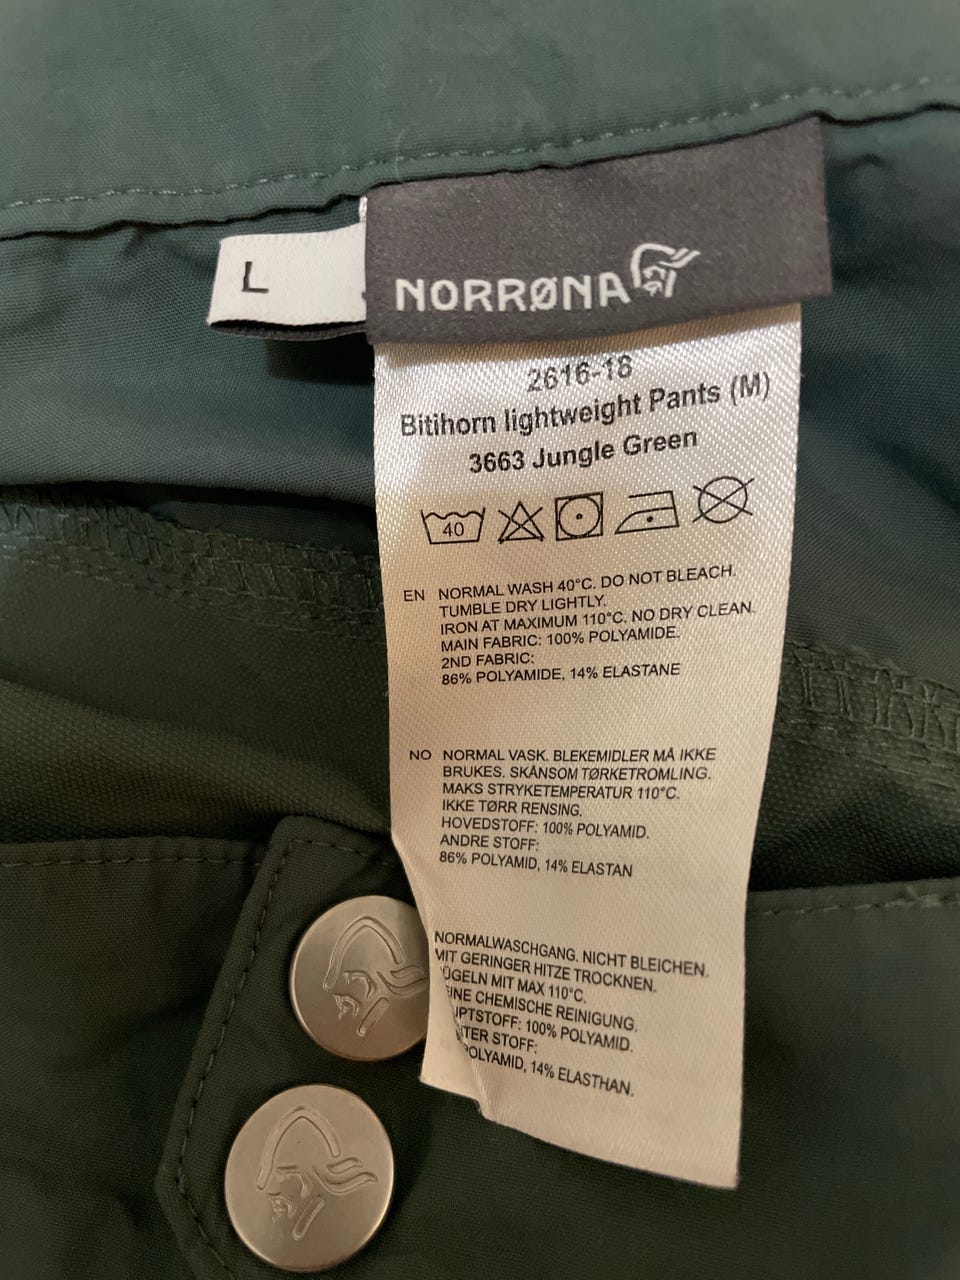 L
NORRØNA
2616-18
Bitihorn lightweight Pants (M)
3663 Jungle Green
40
EN NORMAL WASH 40°C. DO NOT BLEACH.
TUMBLE DRY LIGHTLY.
IRON AT MAXIMUM 110°C. NO DRY CLEAN.
MAIN FABRIC: 100% POLYAMIDE.
2ND FABRIC:
86% POLYAMIDE, 14% ELASTANE
NO NORMAL VASK. BLEKEMIDLER MÅ IKKE
BRUKES. SKÅNSOM TØRKETROMLING.
MAKS STRYKETEMPERATUR 110°C.
IKKE TØRR RENSING.
HOVEDSTOFF: 100% POLYAMID.
ANDRE STOFF:
86% POLYAMID, 14% ELASTAN
NORMALWASCHGANG. NICHT BLEICHEN.
MIT GERINGER HITZE TROCKNEN.
ÜGELN MIT MAX 110°C.
INE CHEMISCHE REINIGUNG.
UPTSTOFF: 100% POLYAMID.
ITER STOFF:
POLYAMID, 14% ELASTHAN.